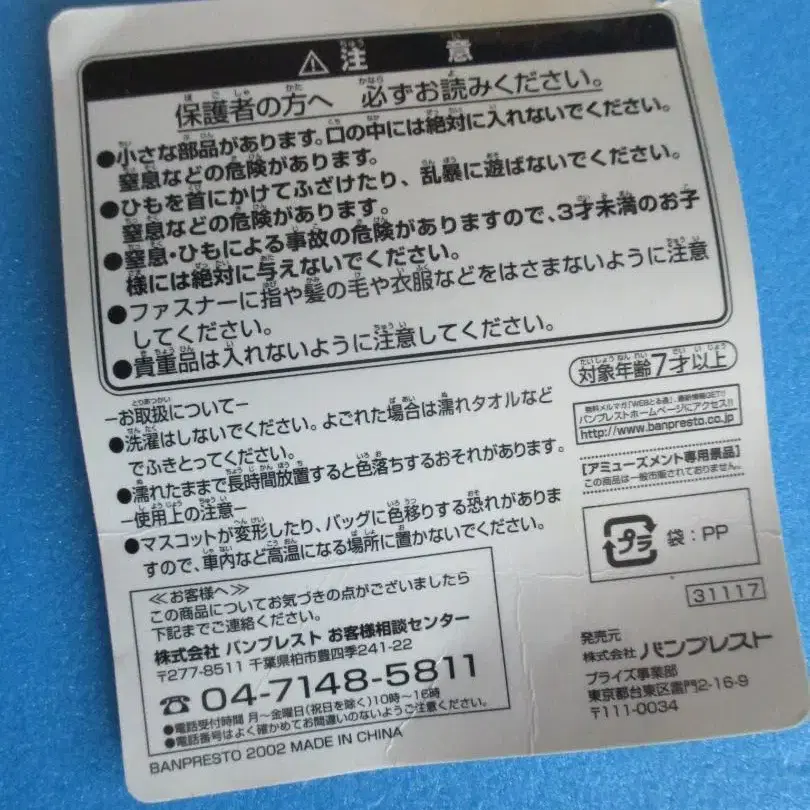 ⚠ 注意
保護者の方へ 必ずお読みください。
●小さな部品があります。口の中には絶対に入れないでください。
窒息などの危険があります。
●ひもを首にかけてふざけたり、乱暴に遊ばないでください。
窒息などの危険があります。
●窒息・ひもによる事故の危険がありますので、3才未満のお子
様には絶対に与えないでください。
●ファスナーに指や髪の毛や衣服などをはさまないように注意
してください。
●貴重品は入れないように注意してください。
対象年齢7才以上
ーお取扱についてー
●洗濯はしないでください。よごれた場合は濡れタオルなど
でふきとってください。
●濡れたままで長時間放置すると色落ちするおそれがあります。
ー使用上の注意ー
●マスコットが変形したり、バッグに色移りする恐れがありま
すので、車内など高温になる場所に置かないでください。
無料メルマガ「WEBとる通」、最新情報GET!!
バンプレストホームページにアクセス!!
http://www.banpresto.co.jp
[アミューズメント専用景品]
この商品は一般市販されておりません。
プラ 袋:PP
31117
≪お客様へ≫
この商品についてお気づきの点がございましたら
下記までご連絡ください。
株式会社 バンプレスト お客様相談センター
〒277-8511 千葉県柏市豊四季241-22
☎04-7148-5811
●電話受付時間 月〜金曜日(祝日を除く)10時〜16時
●電話番号はよく確かめてお間違いのないようご注意ください。
BANPRESTO 2002 MADE IN CHINA
発売元
株式会社 バンプレスト
プライズ事業部
東京都台東区雷門2-16-9
〒111-0034